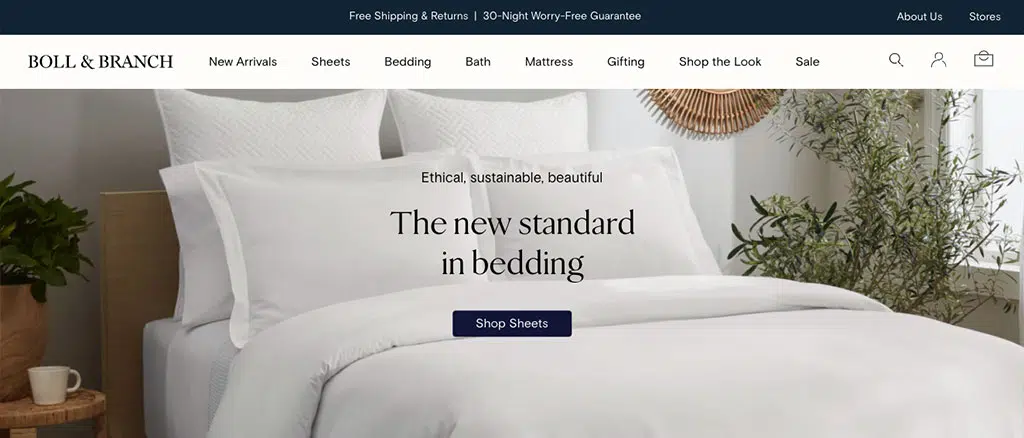 Free Shipping & Returns | 30-Night Worry-Free Guarantee
About Us
Stores
BOLL & BRANCH
New Arrivals
Sheets
Bedding
Bath
Mattress
Gifting
Shop the Look
Sale
Ethical, sustainable, beautiful
The new standard
in bedding
Shop Sheets